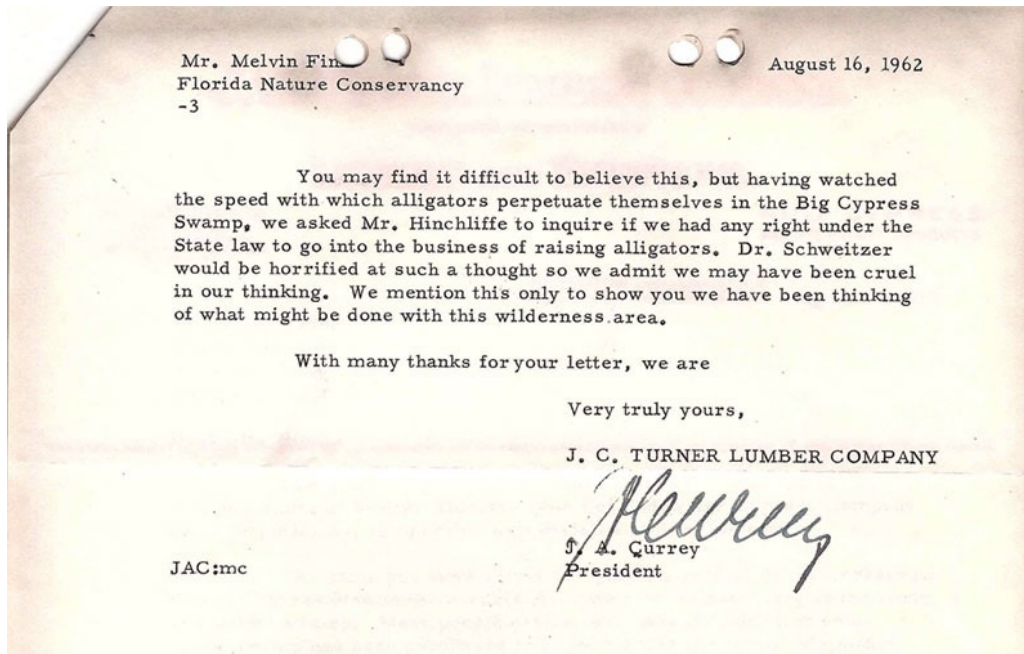 Mr. Melvin
August 16, 1962
Florida Nature Conservancy
-3
You may find it difficult to believe this, but having watched
the speed with which alligators perpetuate themselves in the Big Cypress
Swamp, we asked Mr. Hinchliffe to inquire if we had any right under the
State law to go into the business of raising alligators. Dr. Schweitzer
would be horrified at such a thought so we admit we may have been cruel
in our thinking. We mention this only to show you we have been thinking
of what might be done with this wilderness area.
With many thanks for your letter, we are
Very truly yours,
J. C. TURNER LUMBER COMPANY
J. A. Currey
JAC:mc
President